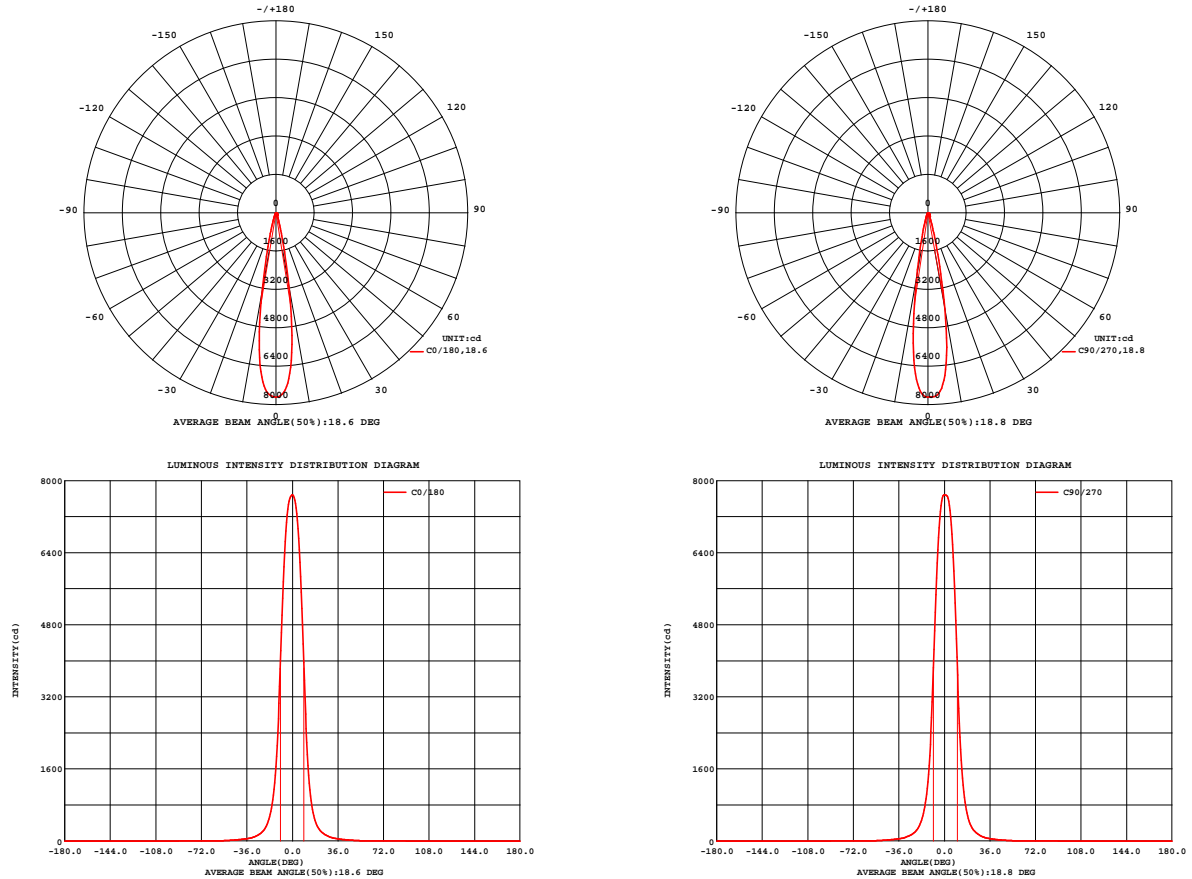 -/+180
-150 150
-120 120
-90 90
-60 60
-30 30
0
1600
3200
4800
6400
8000
0
UNIT:cd
C0/180,18.6
AVERAGE BEAM ANGLE(50%):18.6 DEG
-/+180
-150 150
-120 120
-90 90
-60 60
-30 30
0
1600
3200
4800
6400
8000
0
UNIT:cd
C90/270,18.8
AVERAGE BEAM ANGLE(50%):18.8 DEG
LUMINOUS INTENSITY DISTRIBUTION DIAGRAM
C0/180
8000
6400
4800
3200
1600
0
INTENSITY(cd)
-180.0 -144.0 -108.0 -72.0 -36.0 0.0 36.0 72.0 108.0 144.0 180.0
ANGLE(DEG)
AVERAGE BEAM ANGLE(50%):18.6 DEG
LUMINOUS INTENSITY DISTRIBUTION DIAGRAM
C90/270
8000
6400
4800
3200
1600
0
INTENSITY(cd)
-180.0 -144.0 -108.0 -72.0 -36.0 0.0 36.0 72.0 108.0 144.0 180.0
ANGLE(DEG)
AVERAGE BEAM ANGLE(50%):18.8 DEG